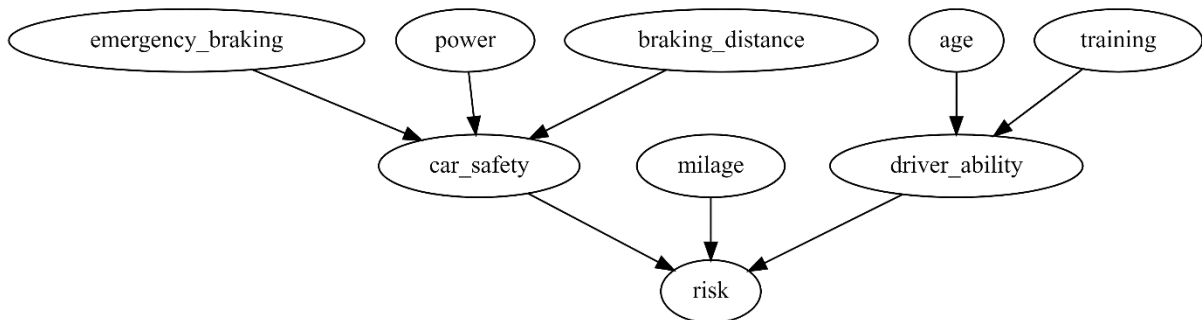 emergency_braking
power
braking_distance
age
training
car_safety
milage
driver_ability
risk